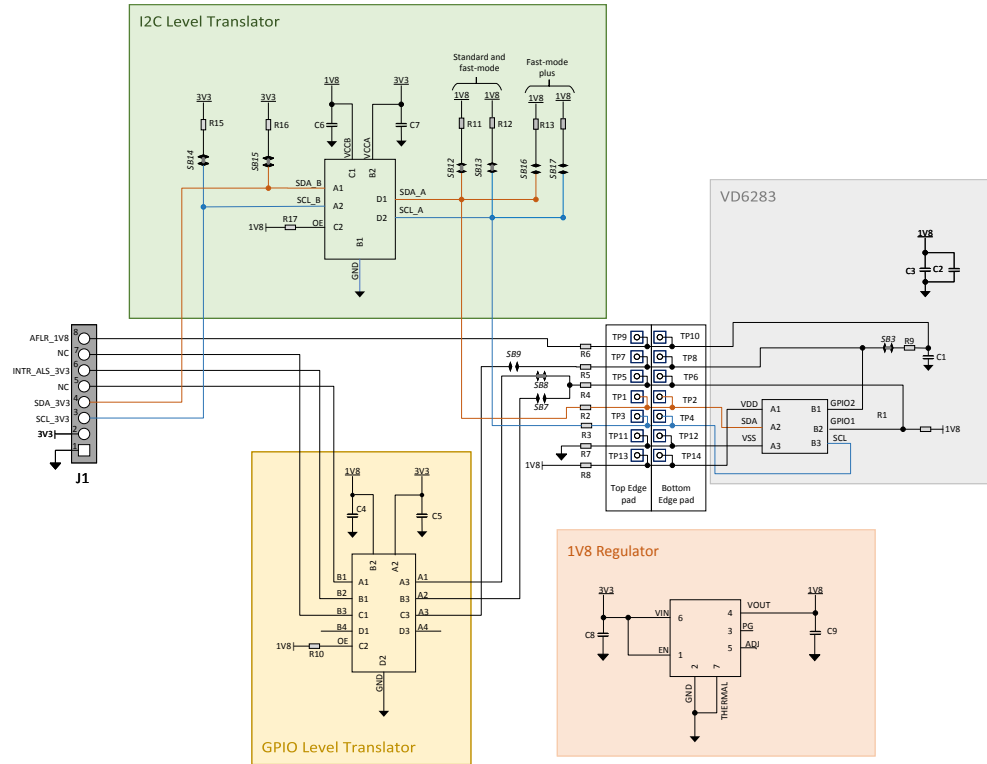 I2C Level Translator
Standard and
fast-mode
Fast-mode
plus
3V3
3V3
1V8
3V3
1V8
1V8
1V8
1V8
R15
R16
C6
C7
R11
R12
R13
SB14
SB15
VCCB
VCCA
SB12
SB13
SB16
SB17
C1
B2
SDA_B
A1
SCL_B
A2
D1
SDA_A
D2
SCL_A
R17
1V8
OE
C2
B1
GND
VD6283
1V8
C3
C2
8
AFLR_1V8
7
NC
6
INTR_ALS_3V3
5
NC
4
SDA_3V3
3
SCL_3V3
2
3V3
1
J1
SB9
SB8
SB7
R6
R5
R4
R2
R3
R7
R8
1V8
TP9
TP10
TP7
TP8
TP5
TP6
TP1
TP2
TP3
TP4
TP11
TP12
TP13
TP14
Top Edge
pad
Bottom
Edge pad
SB3
R9
C1
VDD
A1
B1
GPIO2
SDA
A2
B2
GPIO1
VSS
A3
B3
SCL
R1
1V8
1V8
3V3
C4
C5
B2
A2
B1
A1
A3
A1
B2
B1
B3
A2
B3
C1
C3
A3
B4
D1
D3
A4
1V8
R10
OE
C2
D2
GND
GPIO Level Translator
1V8 Regulator
3V3
1V8
VIN
6
4
VOUT
C8
3
PG
C9
EN
1
5
ADJ
2
7
GND
THERMAL